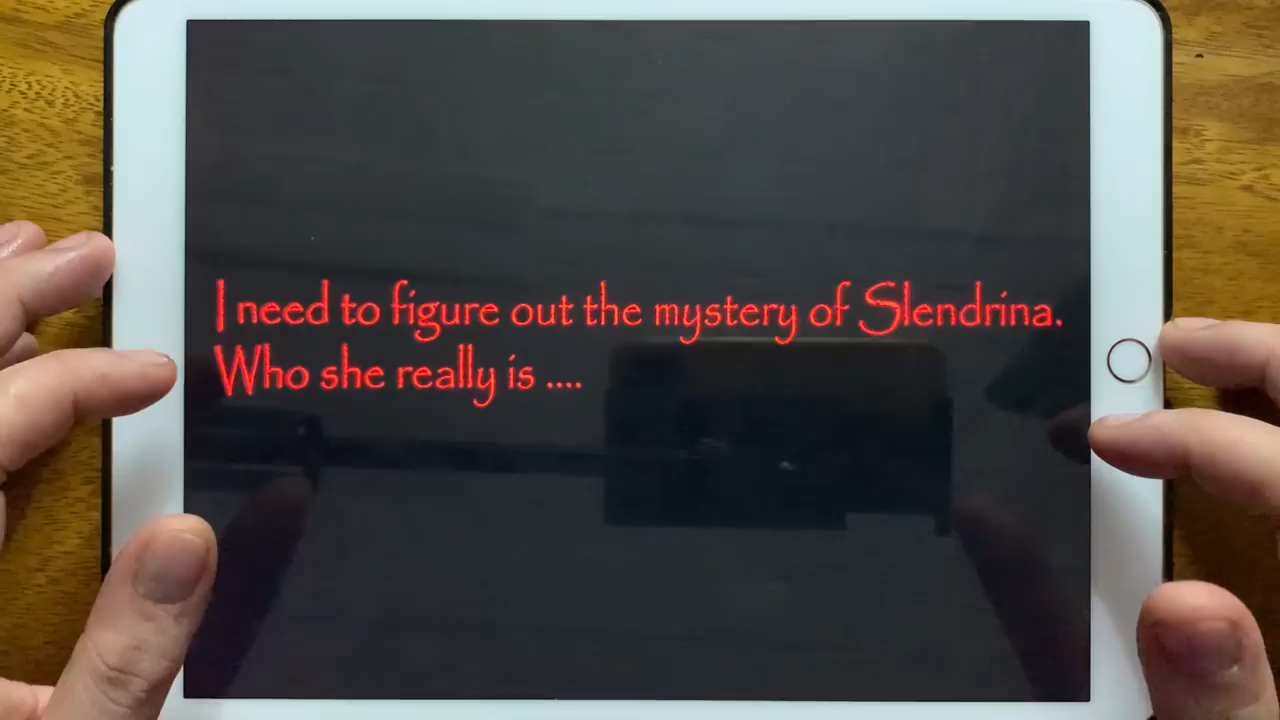 I need to figure out the mystery of Slendrina.
Who she really is ....